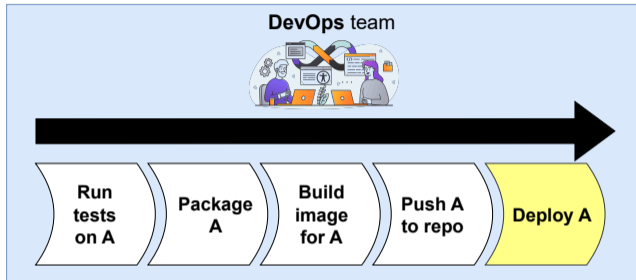 DevOps team
Run
tests
on A
Package
A
Build
image
for A
Push A
to repo
Deploy A